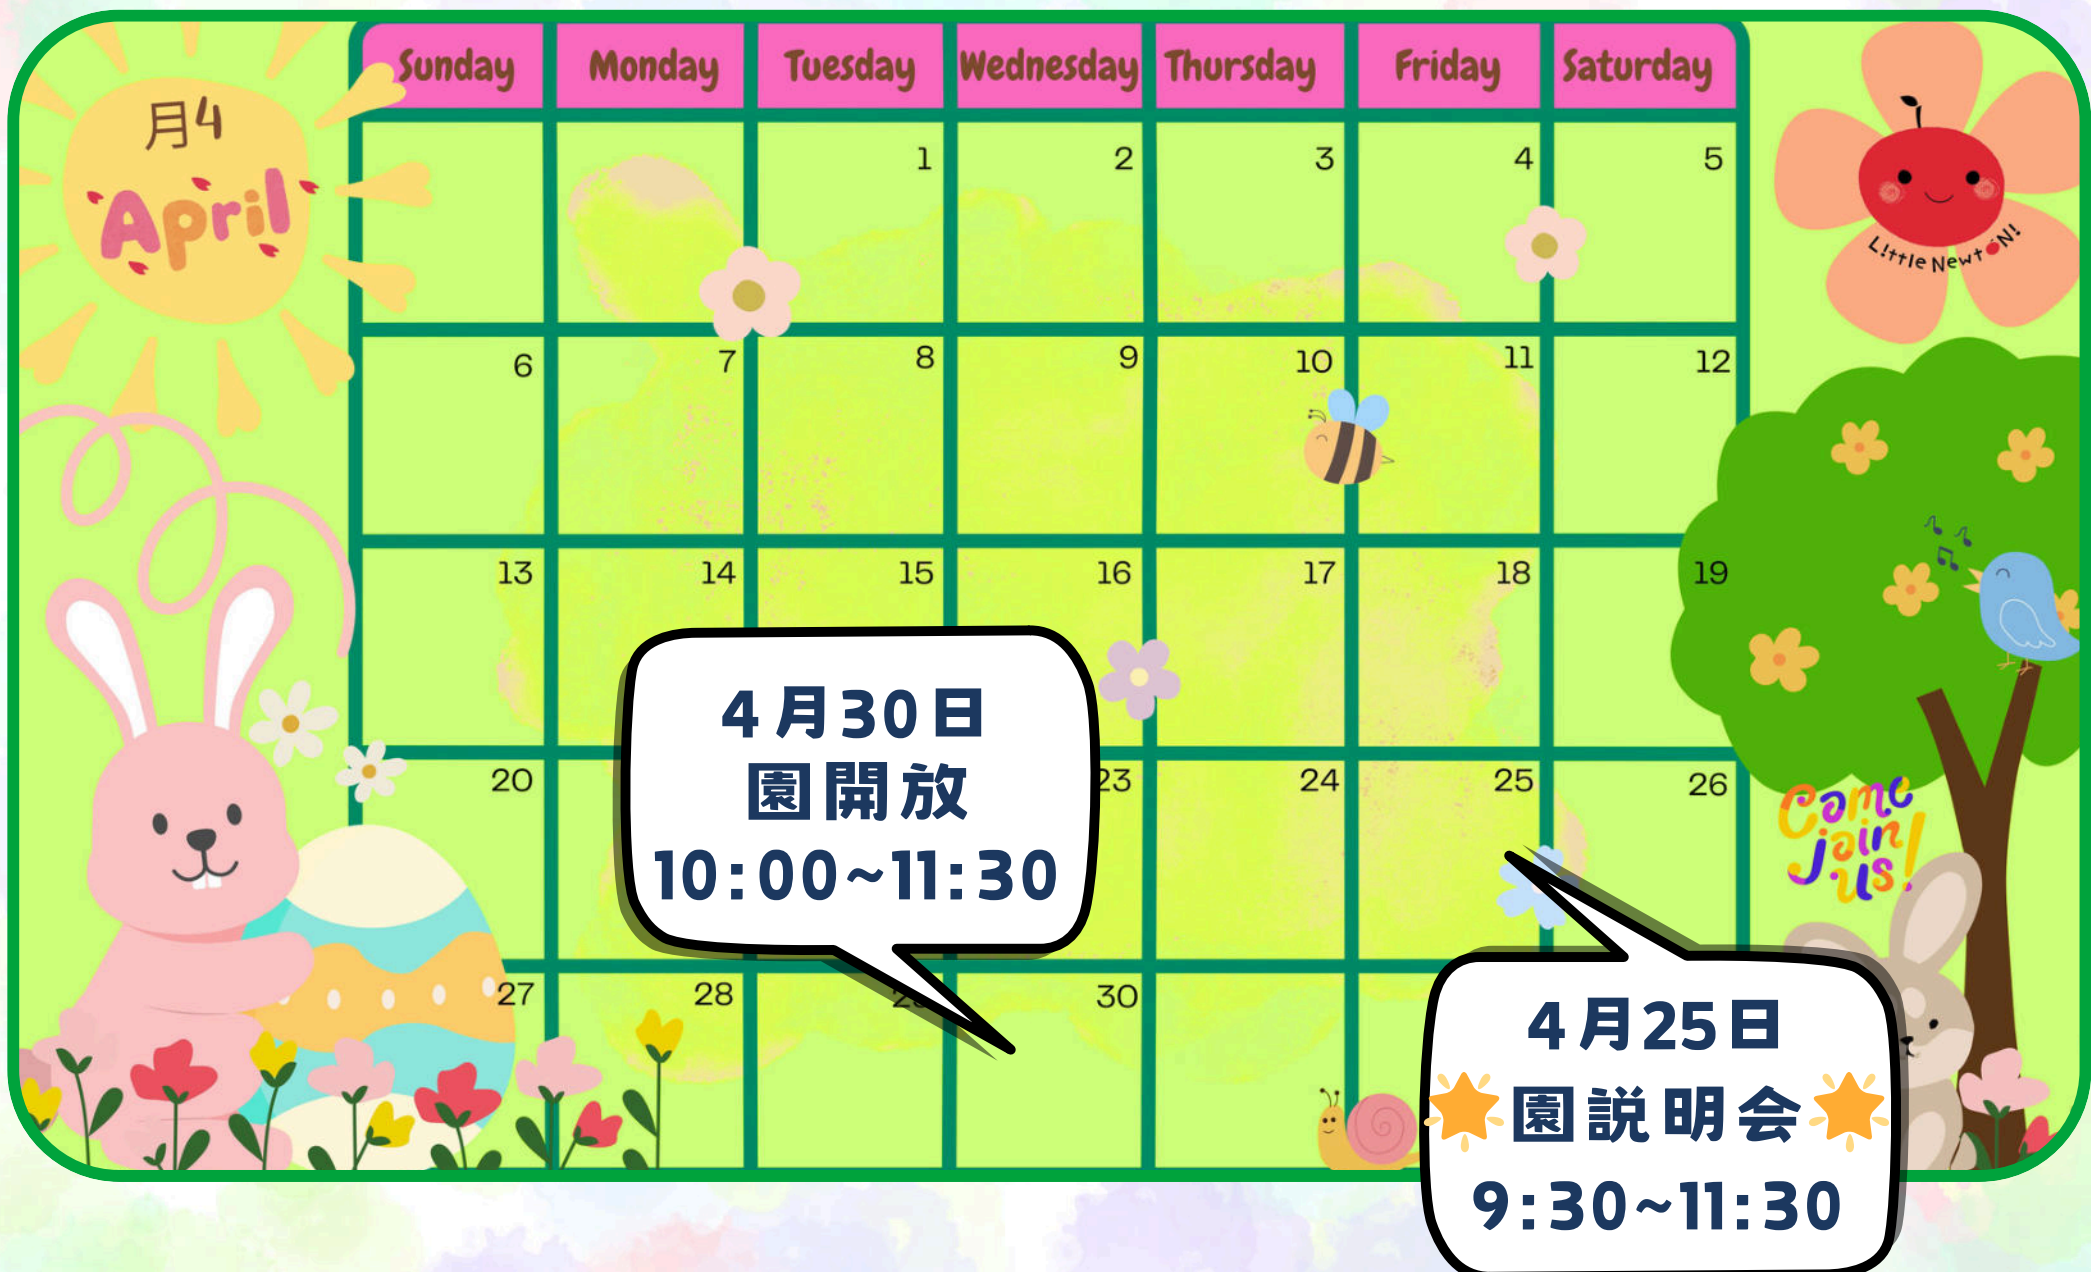 月4
April
Sunday Monday Tuesday Wednesday Thursday Friday Saturday
1 2 3 4 5
6 7 8 9 10 11 12
13 14 15 16 17 18 19
20 23 24 25 26
27 28 30
L!ttle NewtoN!
4月30日
園開放
10:00~11:30
Come
join
us!
4月25日
園説明会
9:30~11:30